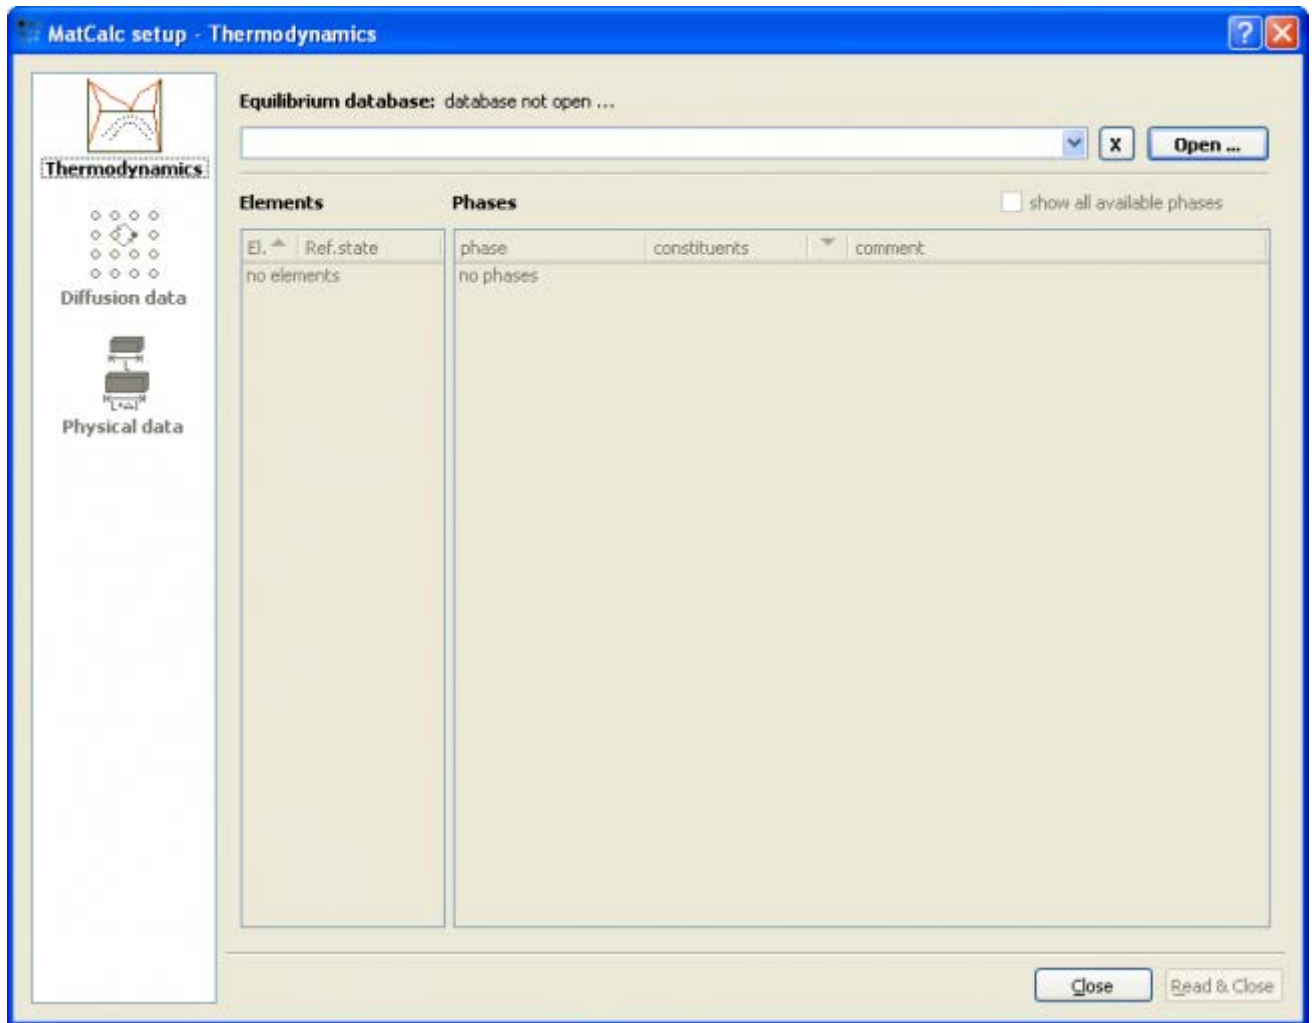 MatCalc setup - Thermodynamics
Thermodynamics
Diffusion data
L
L+ΔL
Physical data
Equilibrium database: database not open ...
x Open ...
Elements Phases show all available phases
El. Ref.state phase constituents comment
no elements no phases
Close Read & Close